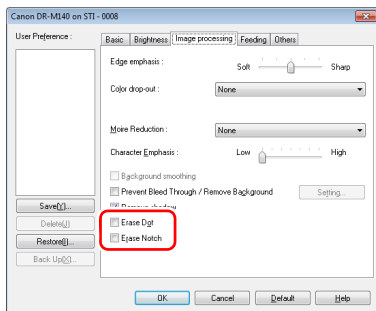 Canon DR-M140 on STI - 0008
User Preference :
Basic Brightness Image processing Feeding Others
Edge emphasis : Soft Sharp
Color drop-out : None
Moire Reduction : None
Character Emphasis : Low High
Background smoothing
Prevent Bleed Through / Remove Background Setting...
Remove shadow
Save(Y)...
Erase Dot
Delete(J)
Erase Notch
Restore(I)...
Back Up(X)...
OK Cancel Default Help